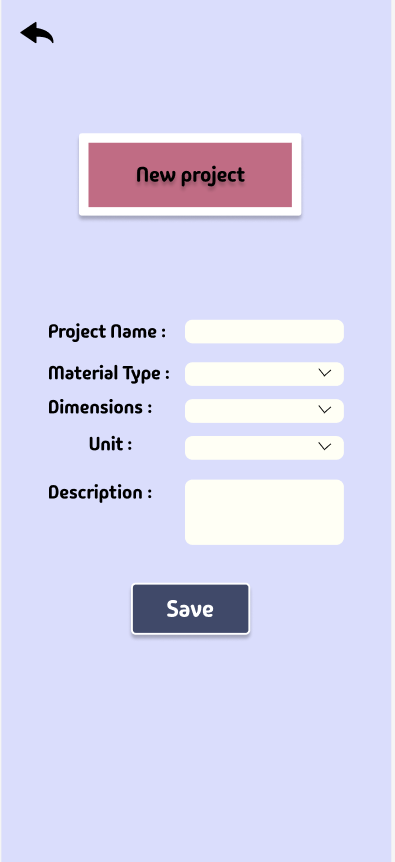 New project
Project Name :
Material Type :
Dimensions :
Unit :
Description :
Save